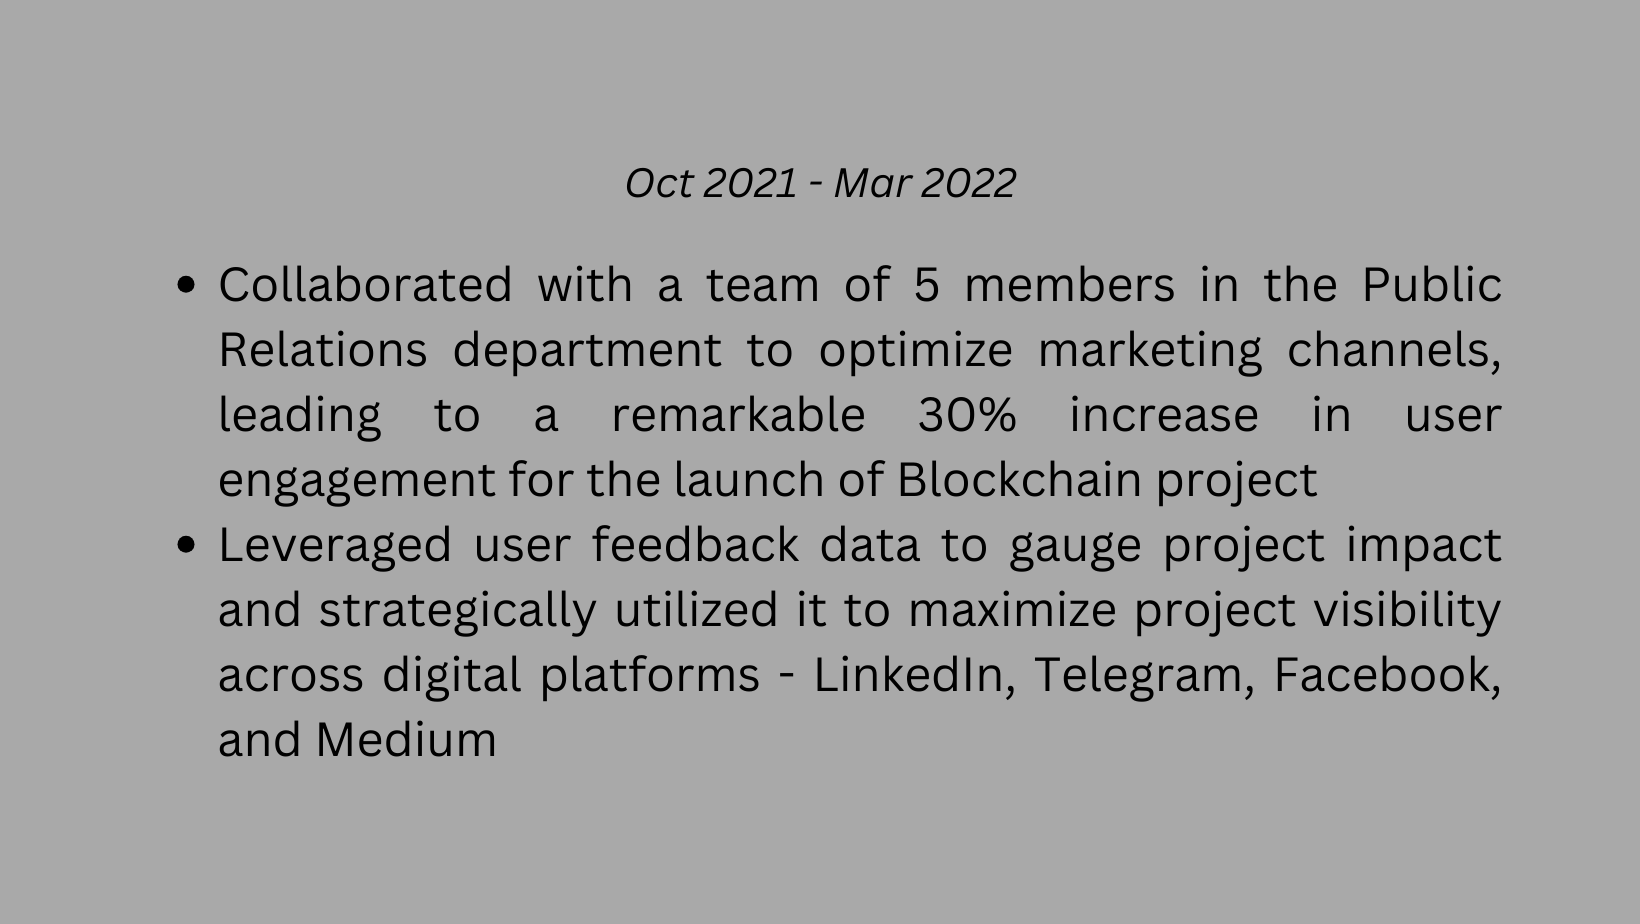 Oct 2021 - Mar 2022
• Collaborated with a team of 5 members in the Public
Relations department to optimize marketing channels,
leading to a remarkable 30% increase in user
engagement for the launch of Blockchain project
• Leveraged user feedback data to gauge project impact
and strategically utilized it to maximize project visibility
across digital platforms - LinkedIn, Telegram, Facebook,
and Medium